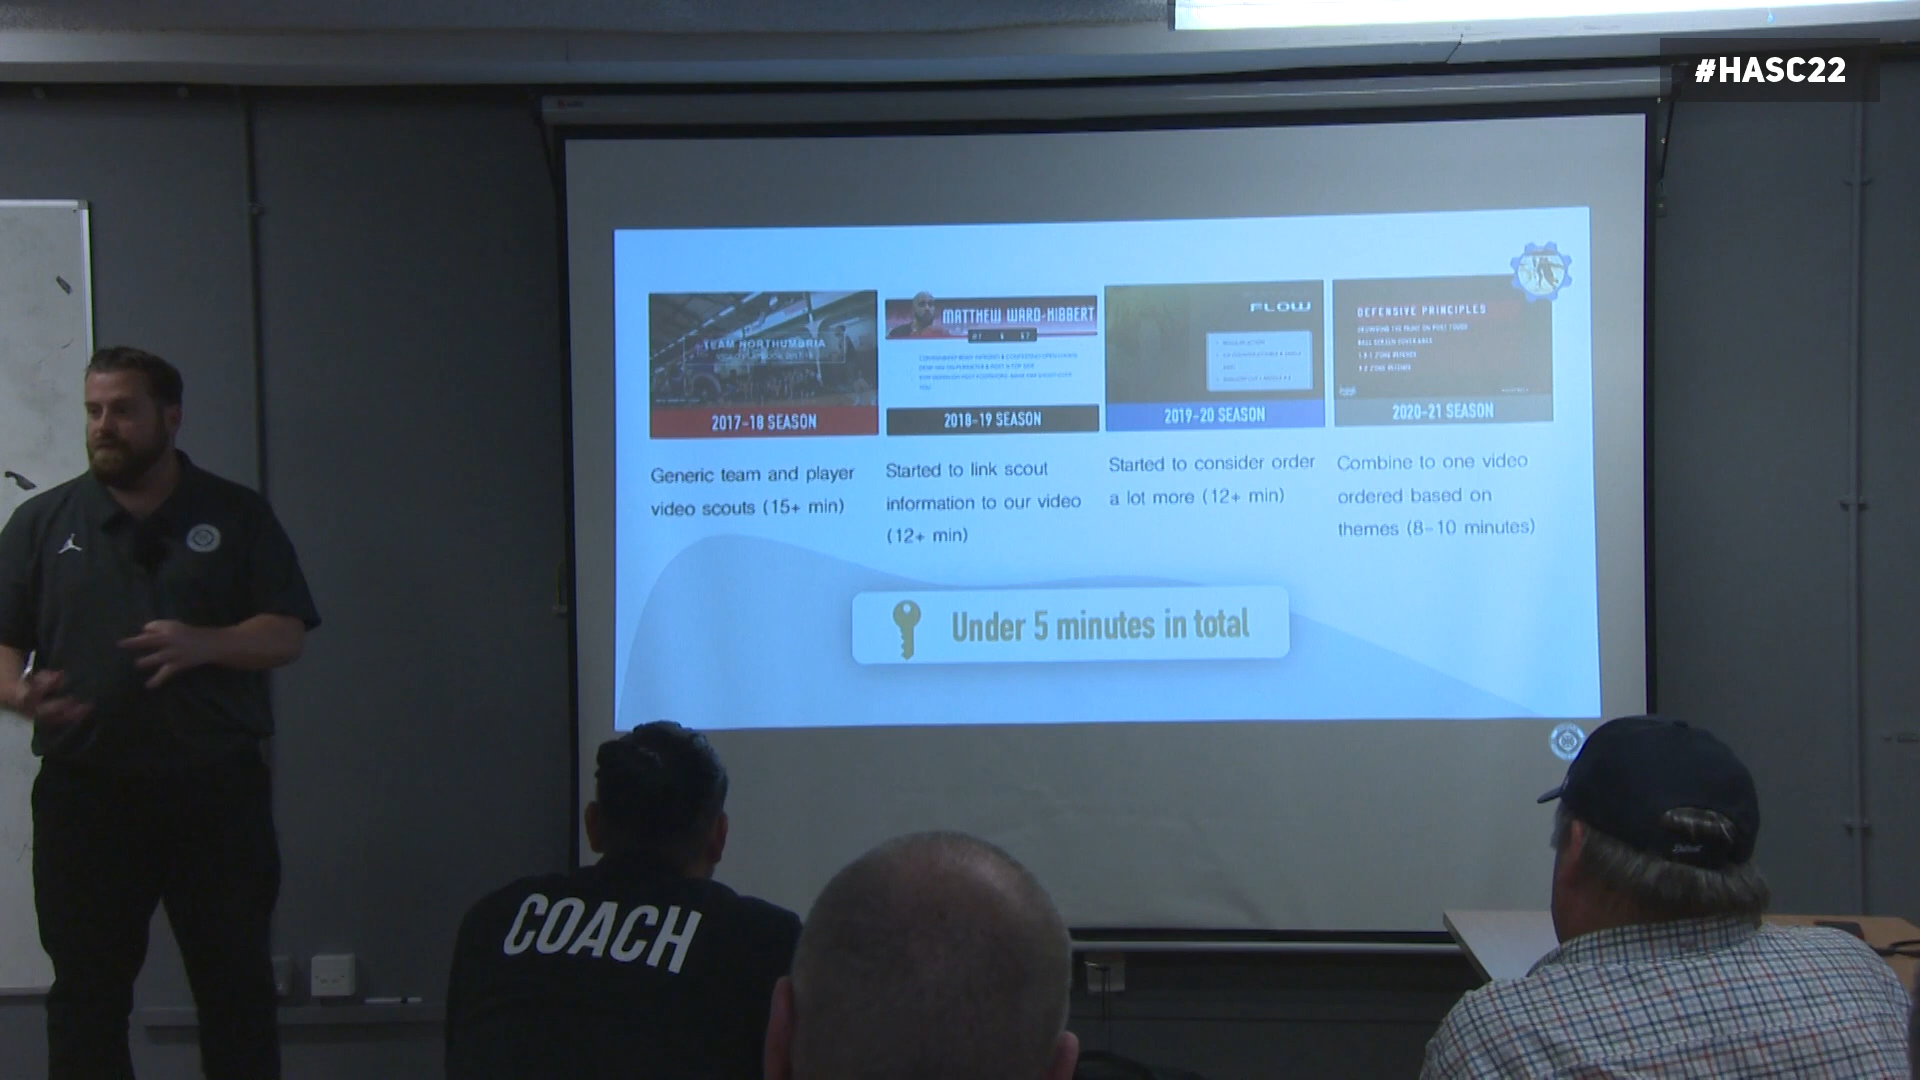 #HASC22
TEAM NORTHUMBRIA
2017-18 SEASON
Generic team and player
video scouts (15+ min)
MATTHEW WARD-HIBBERT
2018-19 SEASON
Started to link scout
information to our video
(12+ min)
FLOW
2019-20 SEASON
Started to consider order
a lot more (12+ min)
DEFENSIVE PRINCIPLES
2020-21 SEASON
Combine to one video
ordered based on
themes (8-10 minutes)
Under 5 minutes in total
COACH